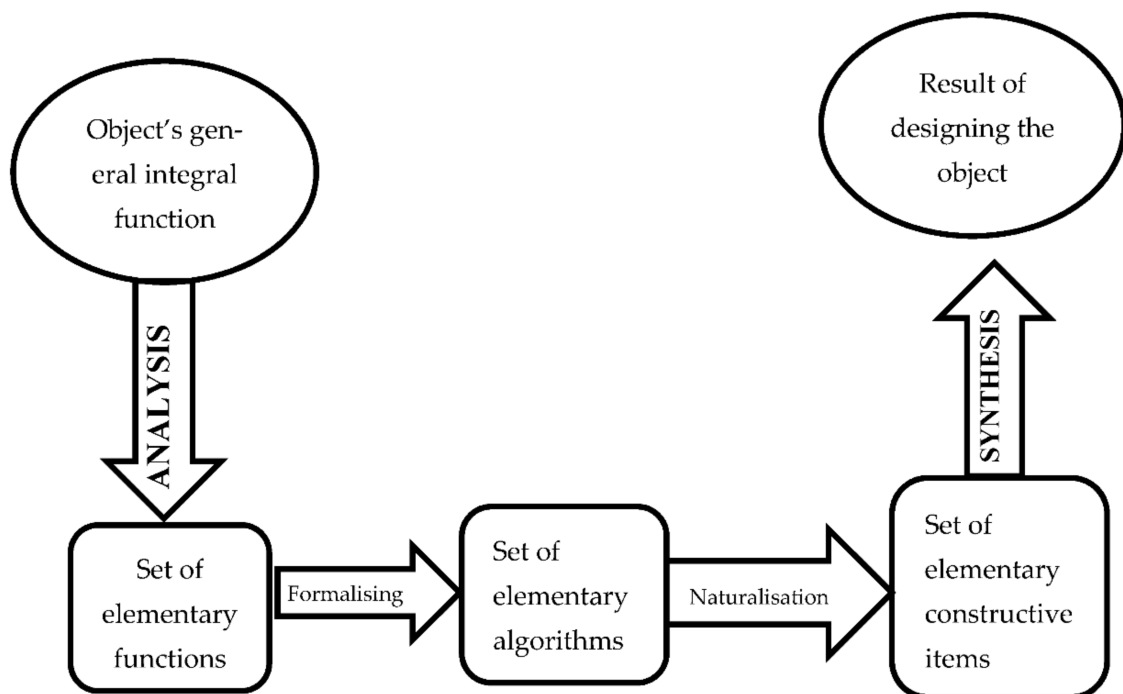 Object's gen-
eral integral
function
ANALYSIS
Set of
elementary
functions
Formalising
Set of
elementary
algorithms
Naturalisation
Set of
elementary
constructive
items
SYNTHESIS
Result of
designing the
object